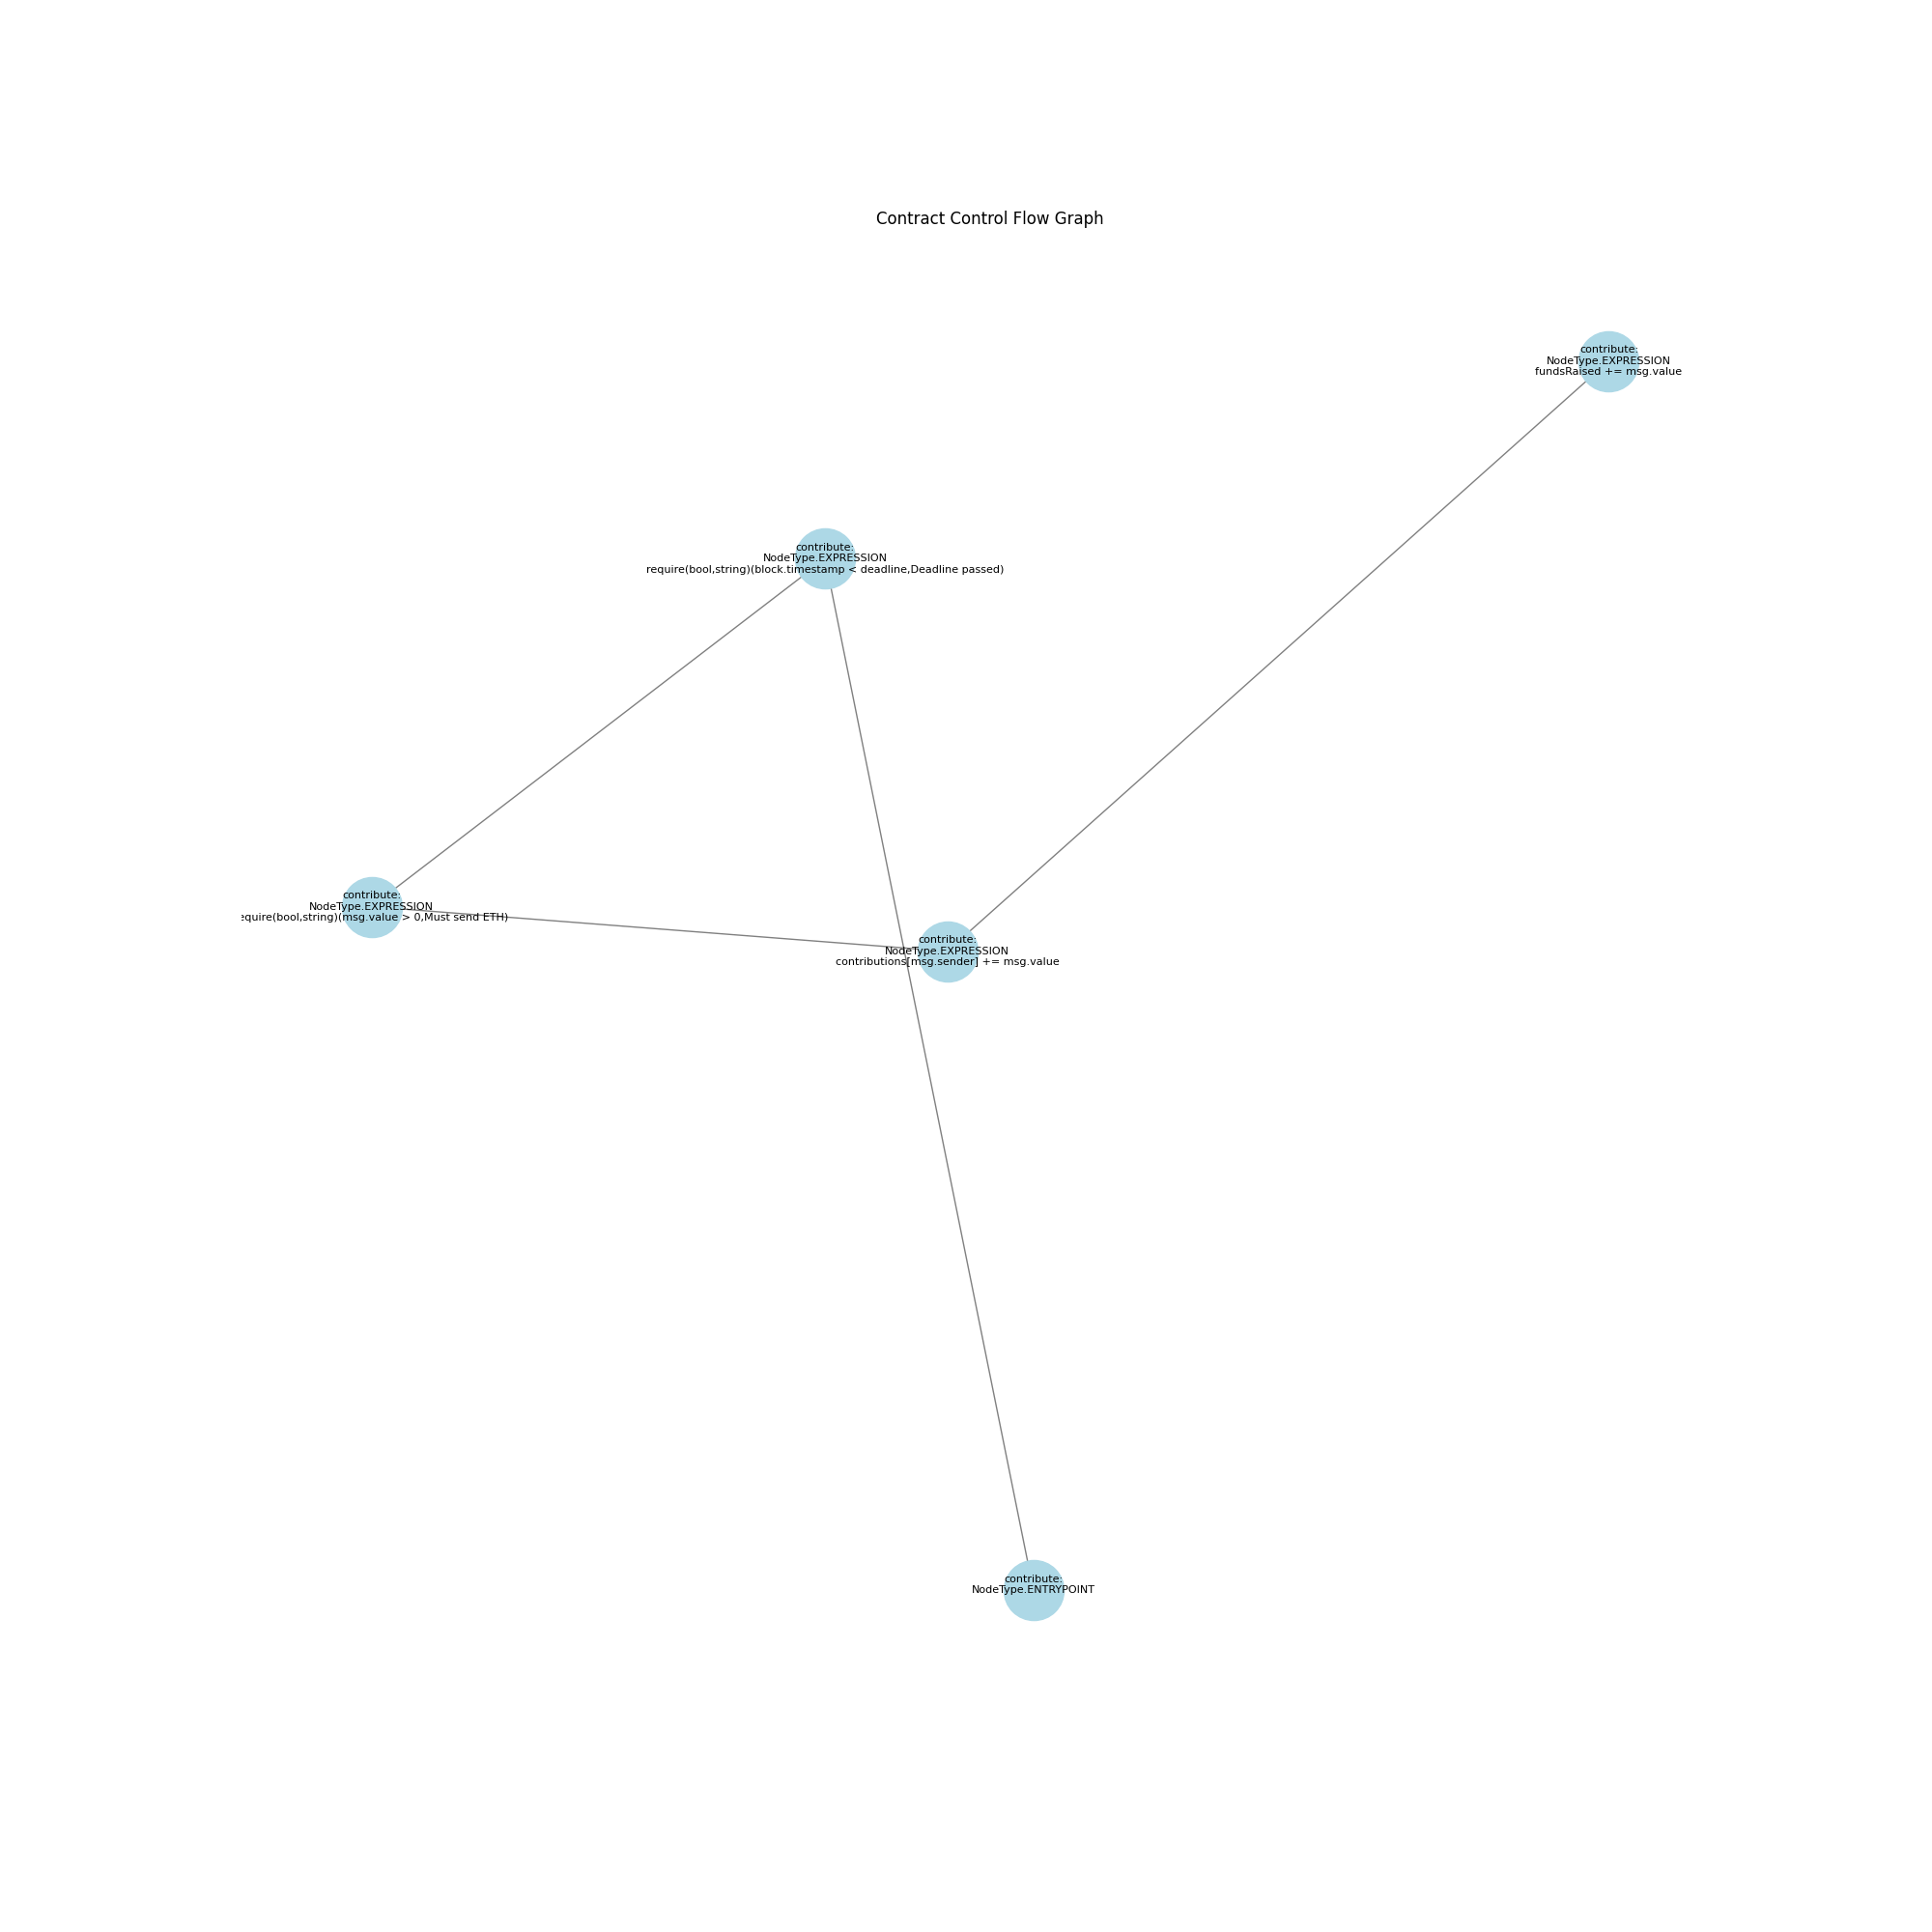 Contract Control Flow Graph
contribute:
NodeType.EXPRESSION
fundsRaised += msg.value
contribute:
NodeType.EXPRESSION
require(bool,string)(block.timestamp < deadline,Deadline passed)
contribute:
NodeType.EXPRESSION
equire(bool,string)(msg.value > 0,Must send ETH)
contribute:
NodeType.EXPRESSION
contributions[msg.sender] += msg.value
contribute:
NodeType.ENTRYPOINT